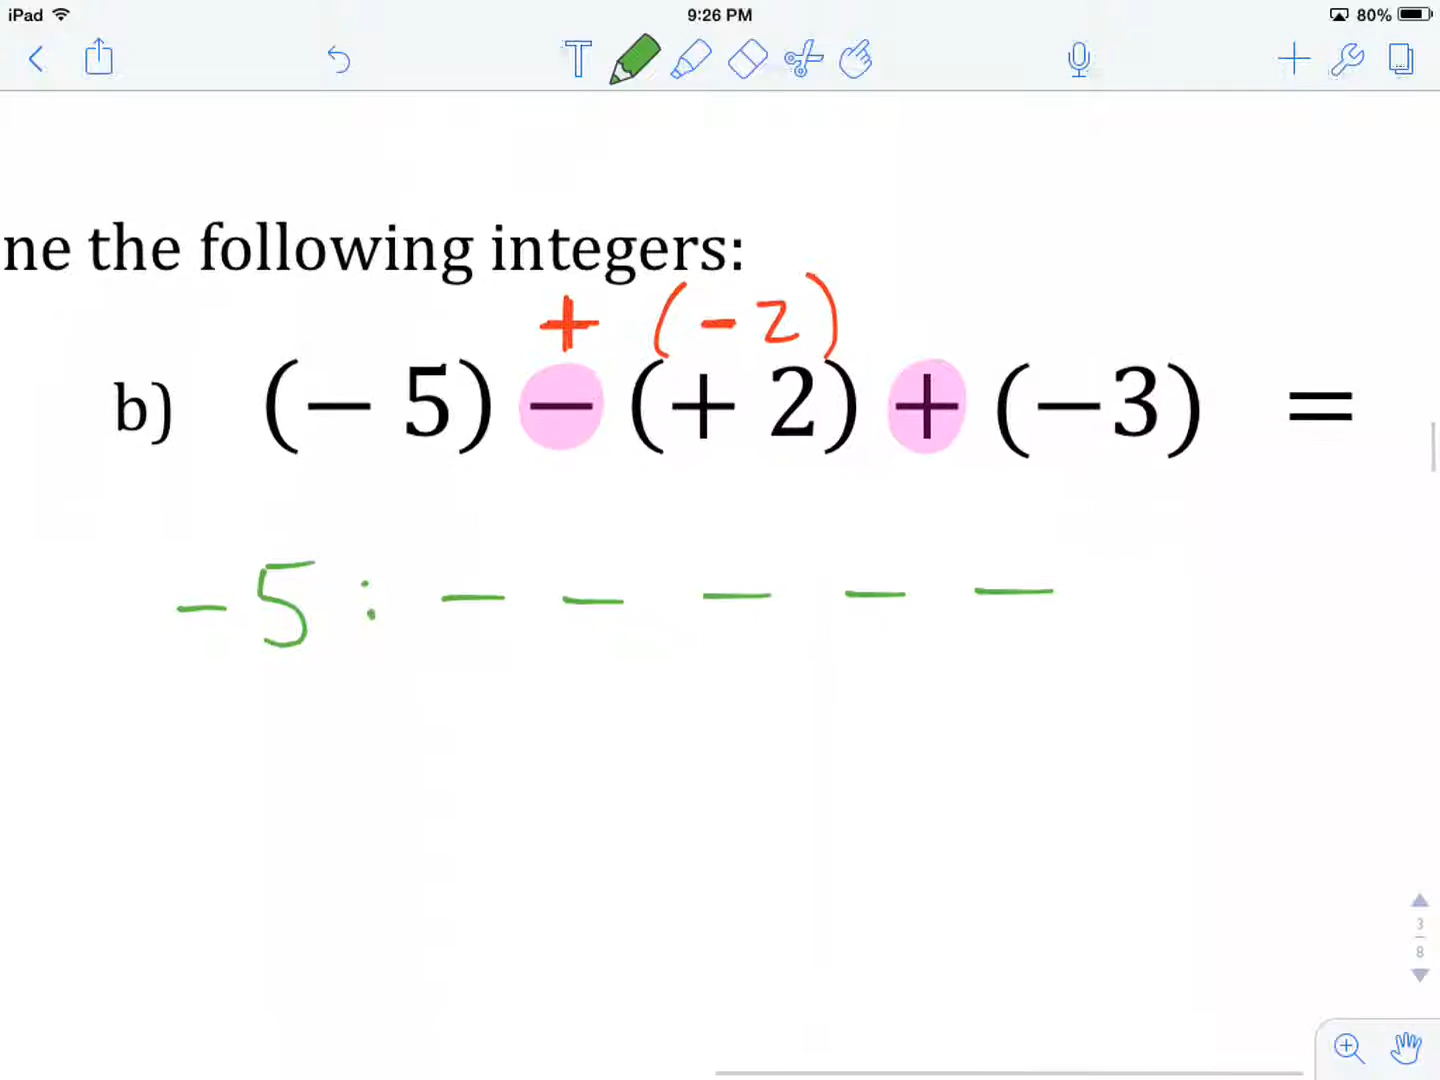 iPad 9:26 PM 80%
T
ne the following integers:
+ (-2)
b) (− 5) − (+ 2) + (−3) =
-5 : - - - - -
3
8